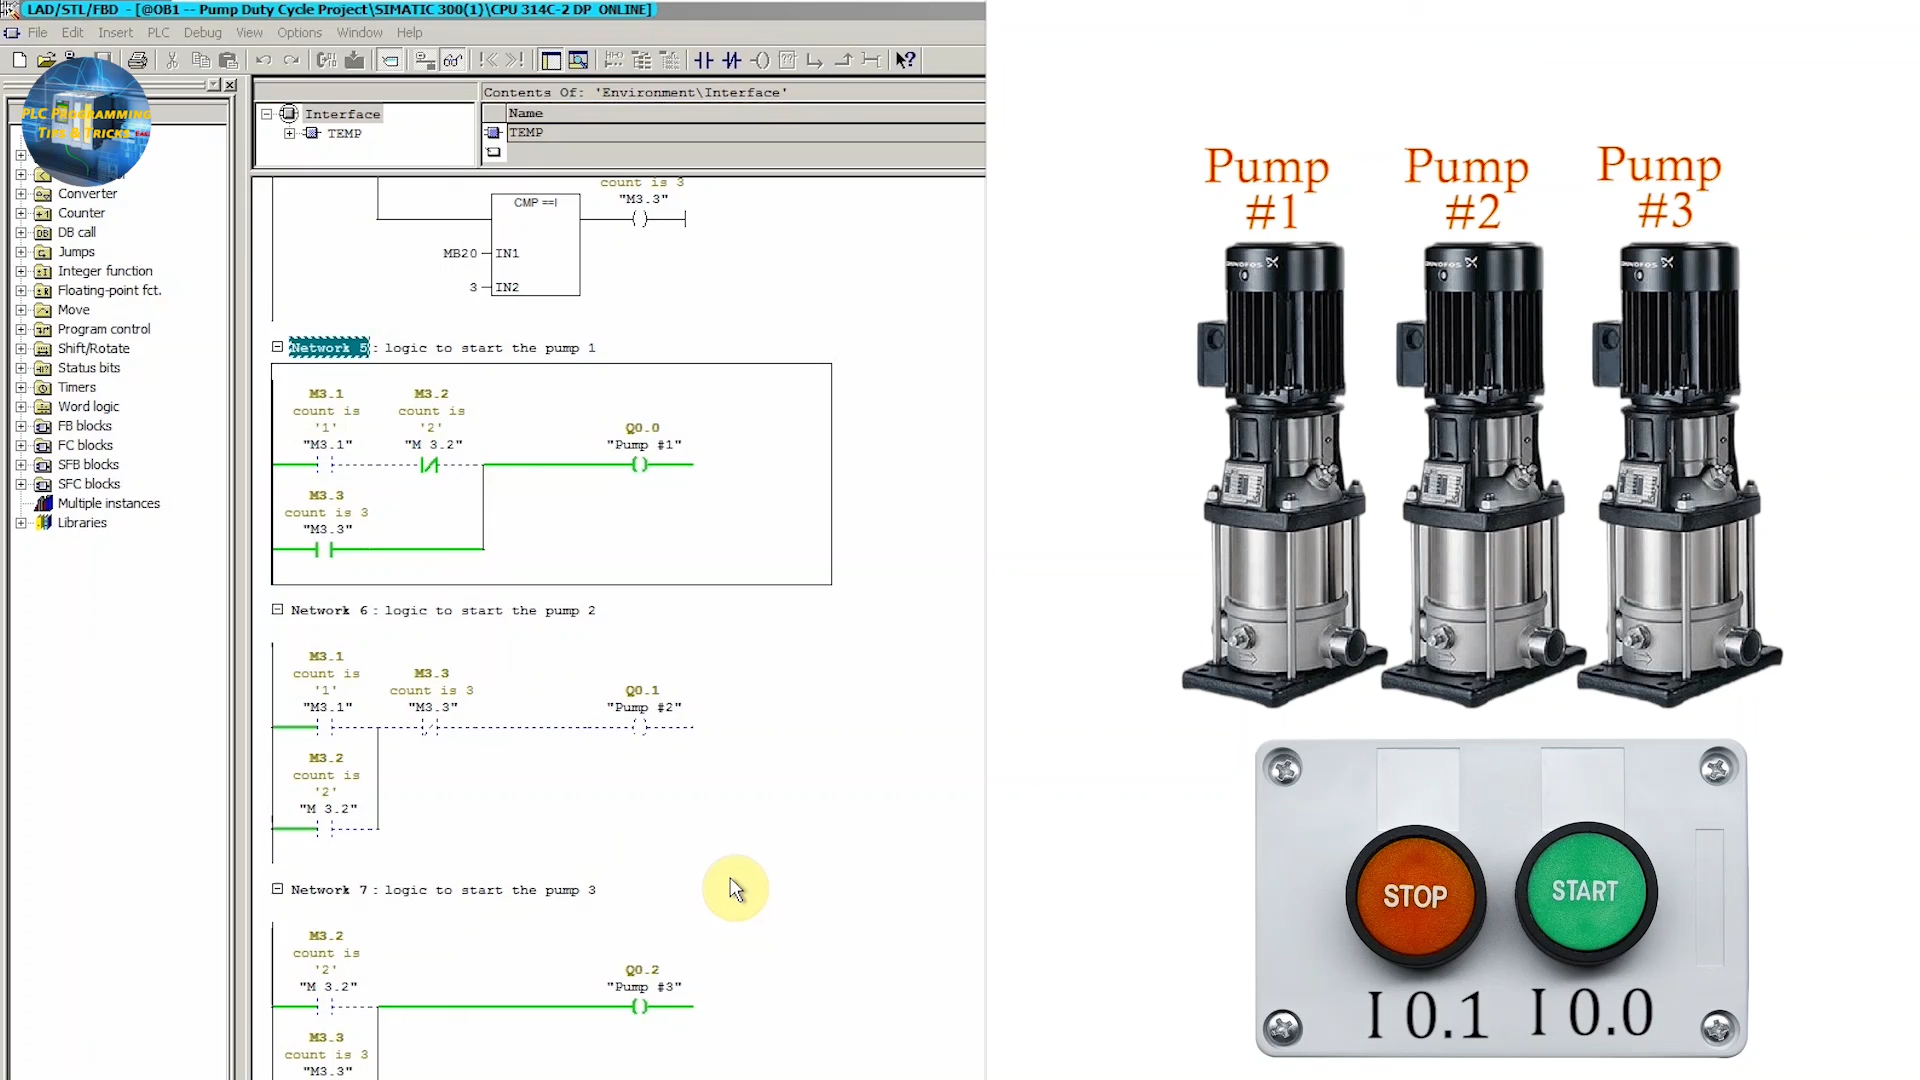 LAD/STL/FBD - [@OB1 -- Pump Duty Cycle Project\SIMATIC 300(1)\CPU 314C-2 DP ONLINE]
File Edit Insert PLC Debug View Options Window Help
PLC Programming
Tips & Tricks
Converter
Counter
DB call
Jumps
Integer function
Floating-point fct.
Move
Program control
Shift/Rotate
Status bits
Timers
Word logic
FB blocks
FC blocks
SFB blocks
SFC blocks
Multiple instances
Libraries
Interface
TEMP
Contents Of: 'Environment\Interface'
Name
TEMP
count is 3
"M3.3"
CMP ==I
MB20 IN1
3 IN2
Network 5 : logic to start the pump 1
M3.1
count is
'1'
"M3.1"
M3.2
count is
'2'
"M 3.2"
Q0.0
"Pump #1"
M3.3
count is 3
"M3.3"
Network 6 : logic to start the pump 2
M3.1
count is
'1'
"M3.1"
M3.3
count is 3
"M3.3"
Q0.1
"Pump #2"
M3.2
count is
'2'
"M 3.2"
Network 7 : logic to start the pump 3
M3.2
count is
'2'
"M 3.2"
Q0.2
"Pump #3"
M3.3
count is 3
"M3.3"
Pump
#1
Pump
#2
Pump
#3
STOP
START
I 0.1
I 0.0